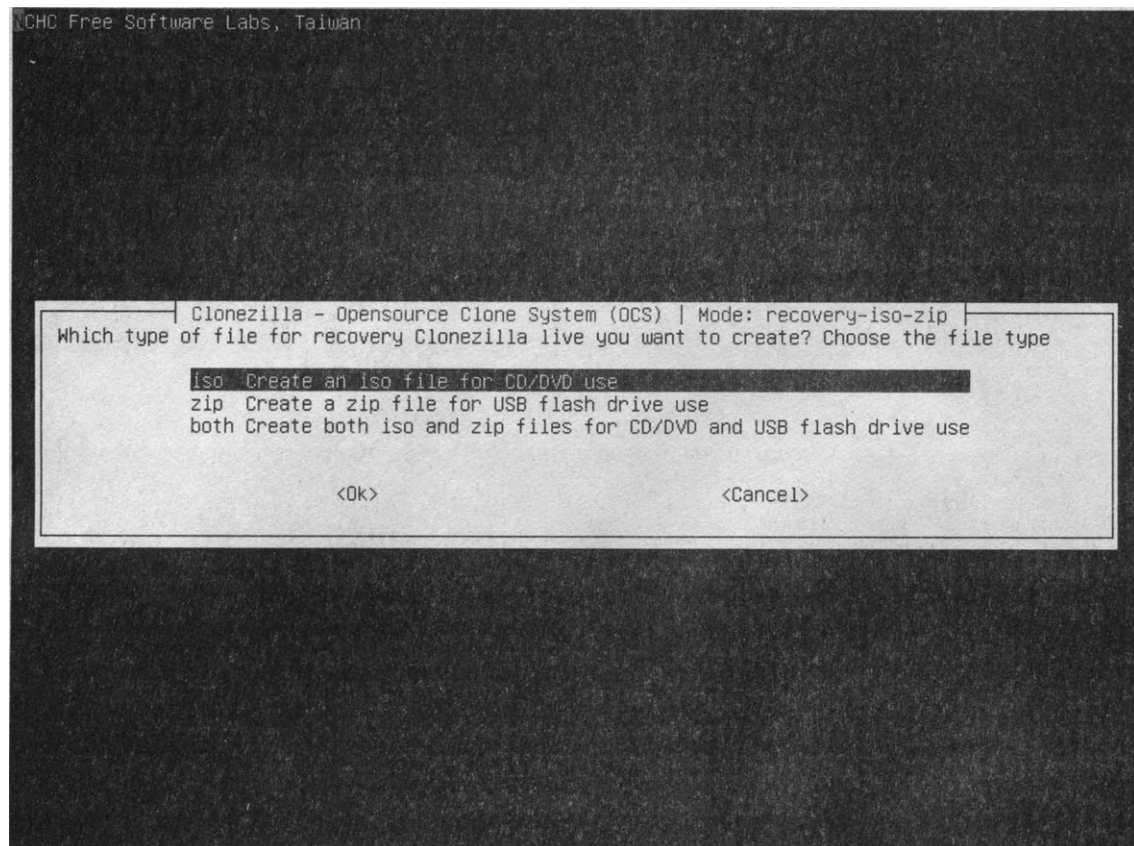 NCHC Free Software Labs, Taiwan
Clonezilla - Opensource Clone System (OCS) | Mode: recovery-iso-zip
Which type of file for recovery Clonezilla live you want to create? Choose the file type
iso Create an iso file for CD/DVD use
zip Create a zip file for USB flash drive use
both Create both iso and zip files for CD/DVD and USB flash drive use
<Ok> <Cancel>